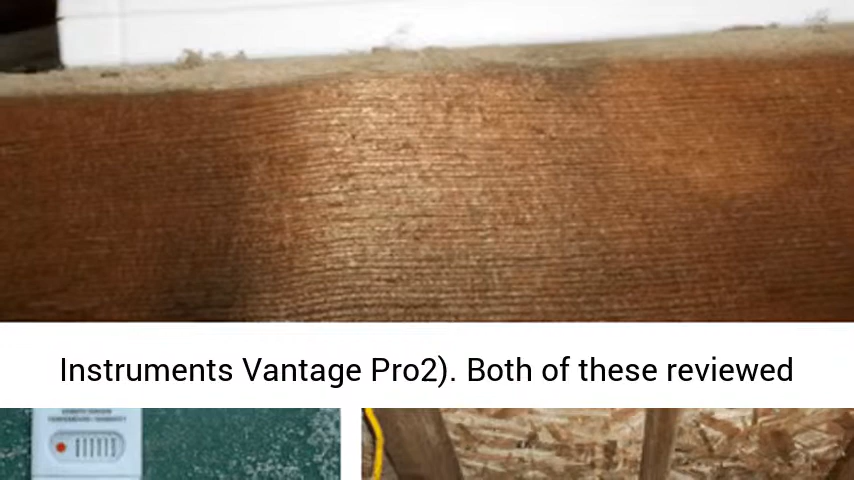 Instruments Vantage Pro2). Both of these reviewed